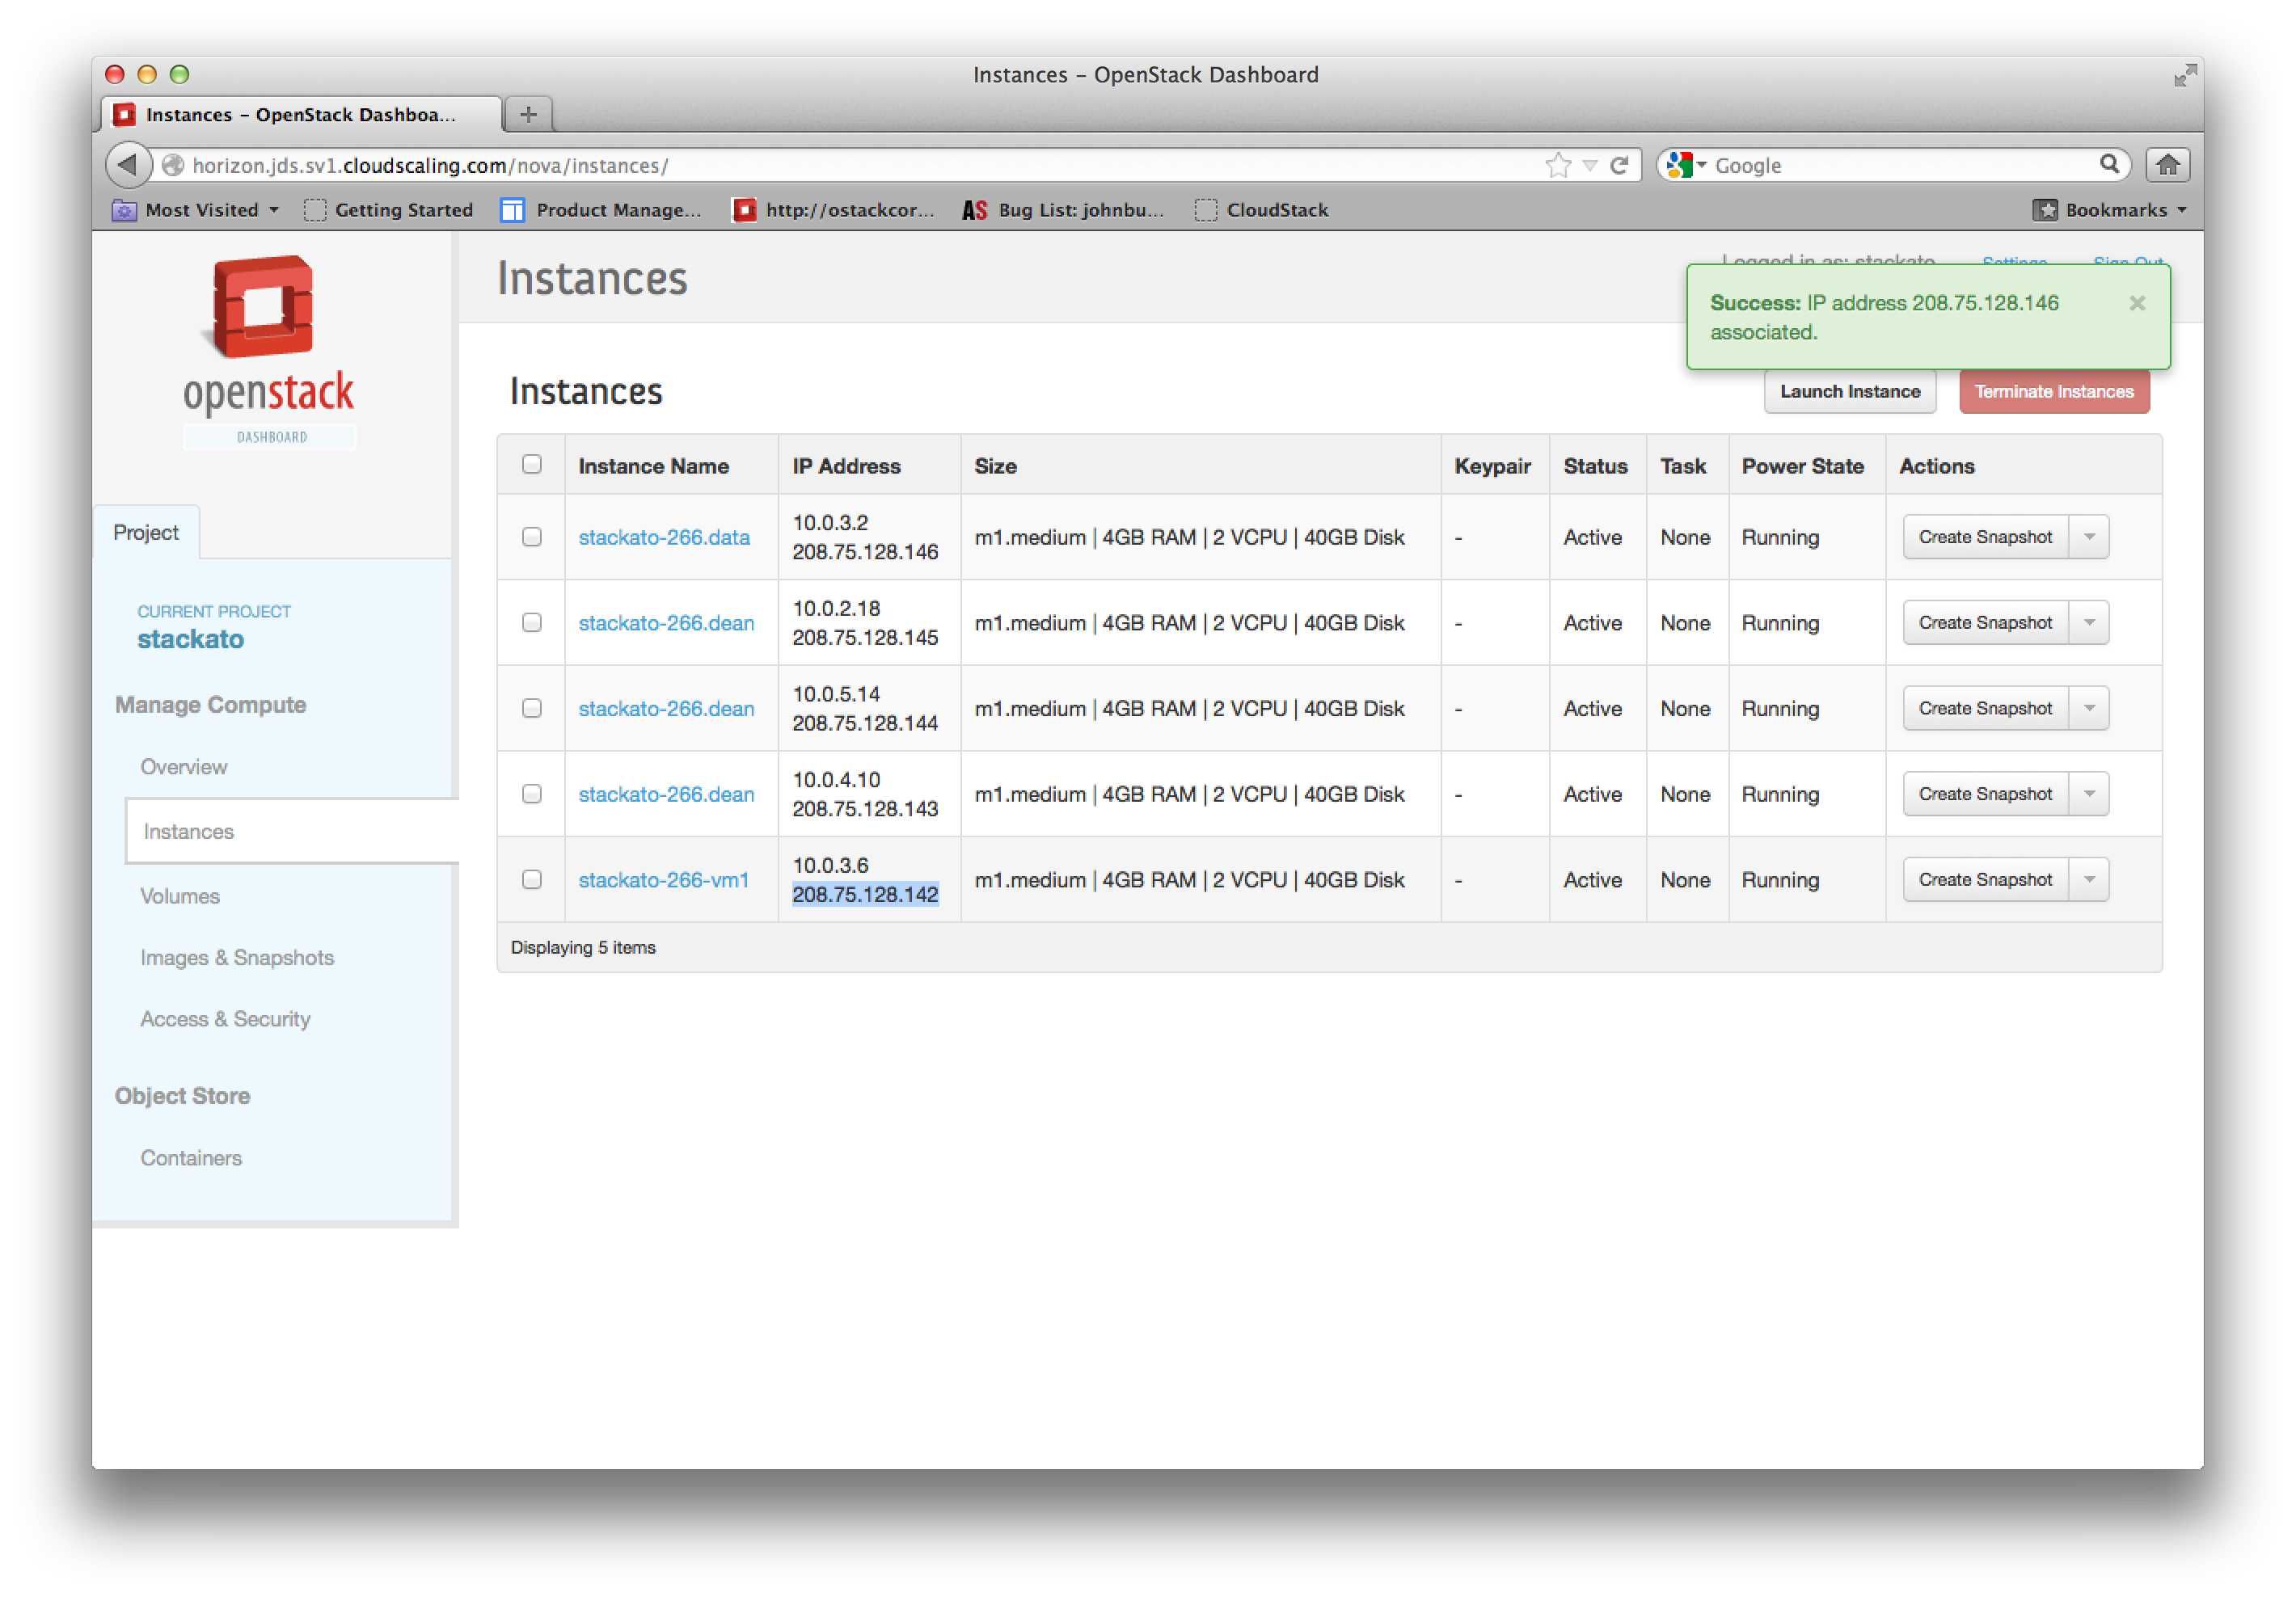 Instances – OpenStack Dashboard
Instances – OpenStack Dashboa...
horizon.jds.sv1.cloudscaling.com/nova/instances/
Google
Most Visited
Getting Started
Product Manage...
http://ostackcor...
AS Bug List: johnbu...
CloudStack
Bookmarks
openstack
DASHBOARD
Project
CURRENT PROJECT
stackato
Manage Compute
Overview
Instances
Volumes
Images & Snapshots
Access & Security
Object Store
Containers
Instances
Logged in as: stackato Settings Sign Out
Success: IP address 208.75.128.146
associated.
×
Instances
Launch Instance
Terminate Instances
Instance Name IP Address Size Keypair Status Task Power State Actions
stackato-266.data 10.0.3.2
208.75.128.146 m1.medium | 4GB RAM | 2 VCPU | 40GB Disk - Active None Running Create Snapshot
stackato-266.dean 10.0.2.18
208.75.128.145 m1.medium | 4GB RAM | 2 VCPU | 40GB Disk - Active None Running Create Snapshot
stackato-266.dean 10.0.5.14
208.75.128.144 m1.medium | 4GB RAM | 2 VCPU | 40GB Disk - Active None Running Create Snapshot
stackato-266.dean 10.0.4.10
208.75.128.143 m1.medium | 4GB RAM | 2 VCPU | 40GB Disk - Active None Running Create Snapshot
stackato-266-vm1 10.0.3.6
208.75.128.142 m1.medium | 4GB RAM | 2 VCPU | 40GB Disk - Active None Running Create Snapshot
Displaying 5 items